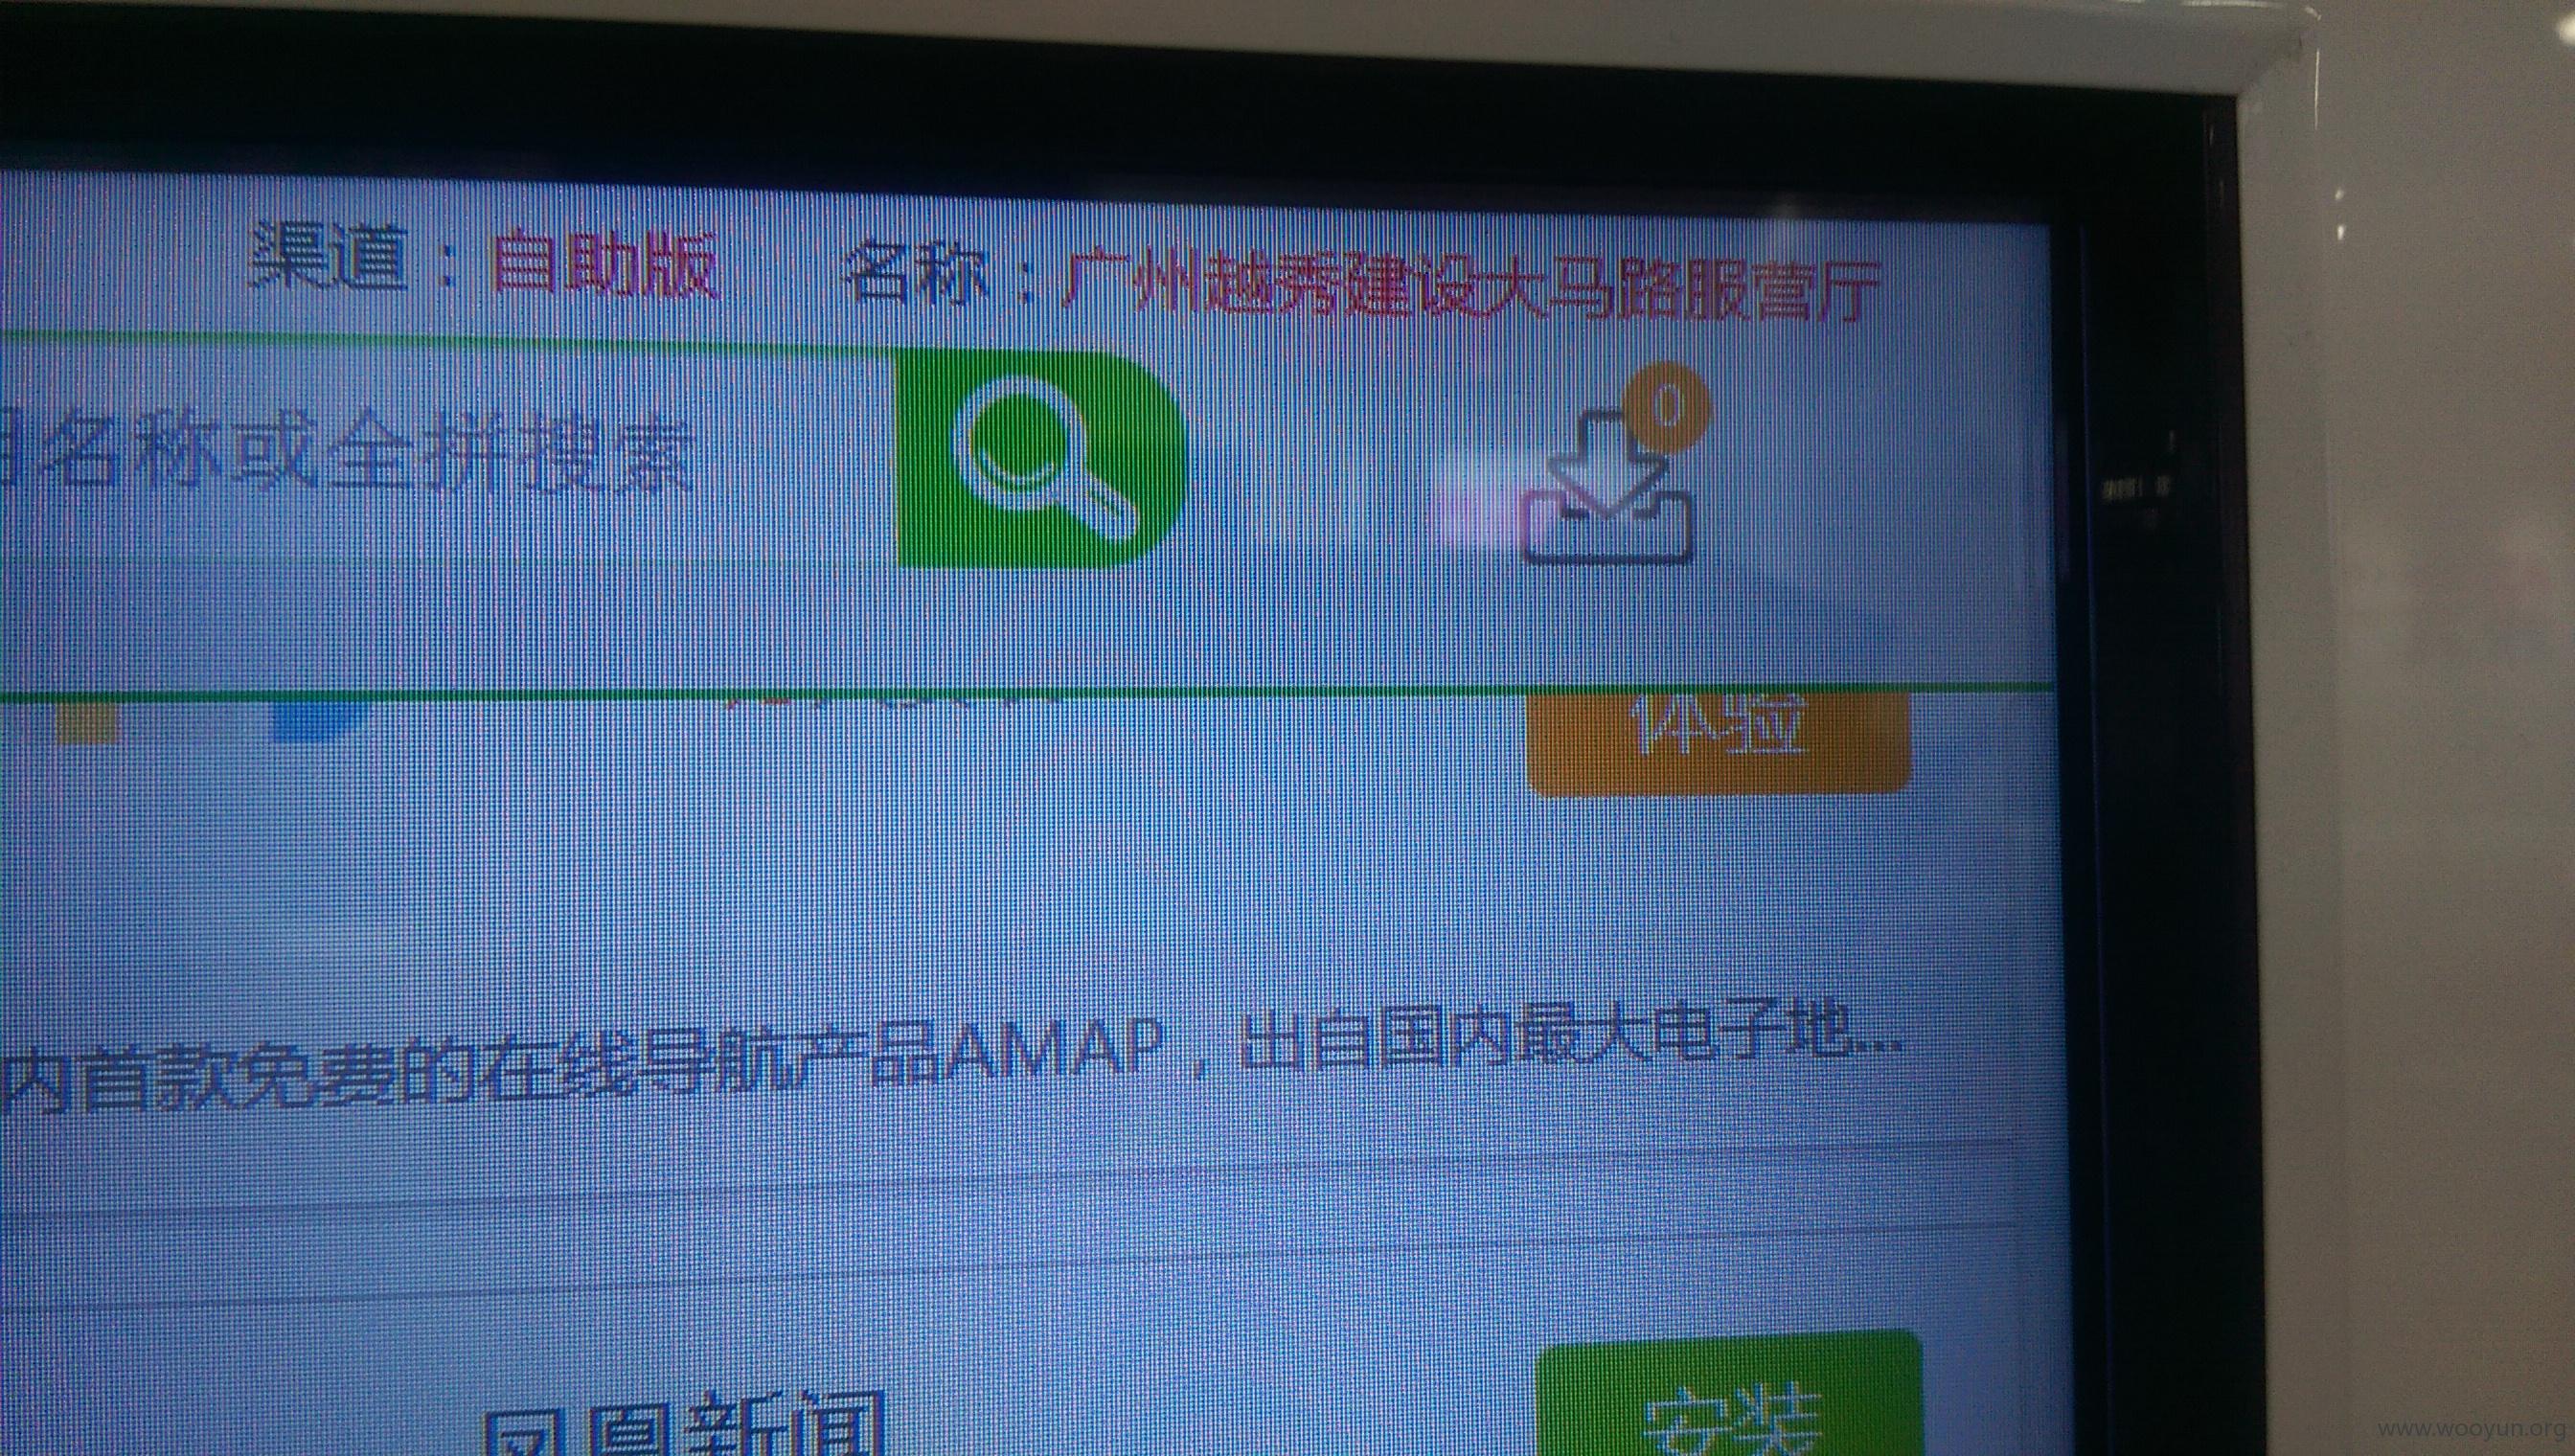 渠道：自助版 名称：广州越秀建设大马路服营厅
名称或全拼搜索
0
体验
内首款免费的在线导航产品AMAP，出自国内最大电子地...
凤凰新闻
安装
www.wooyun.org